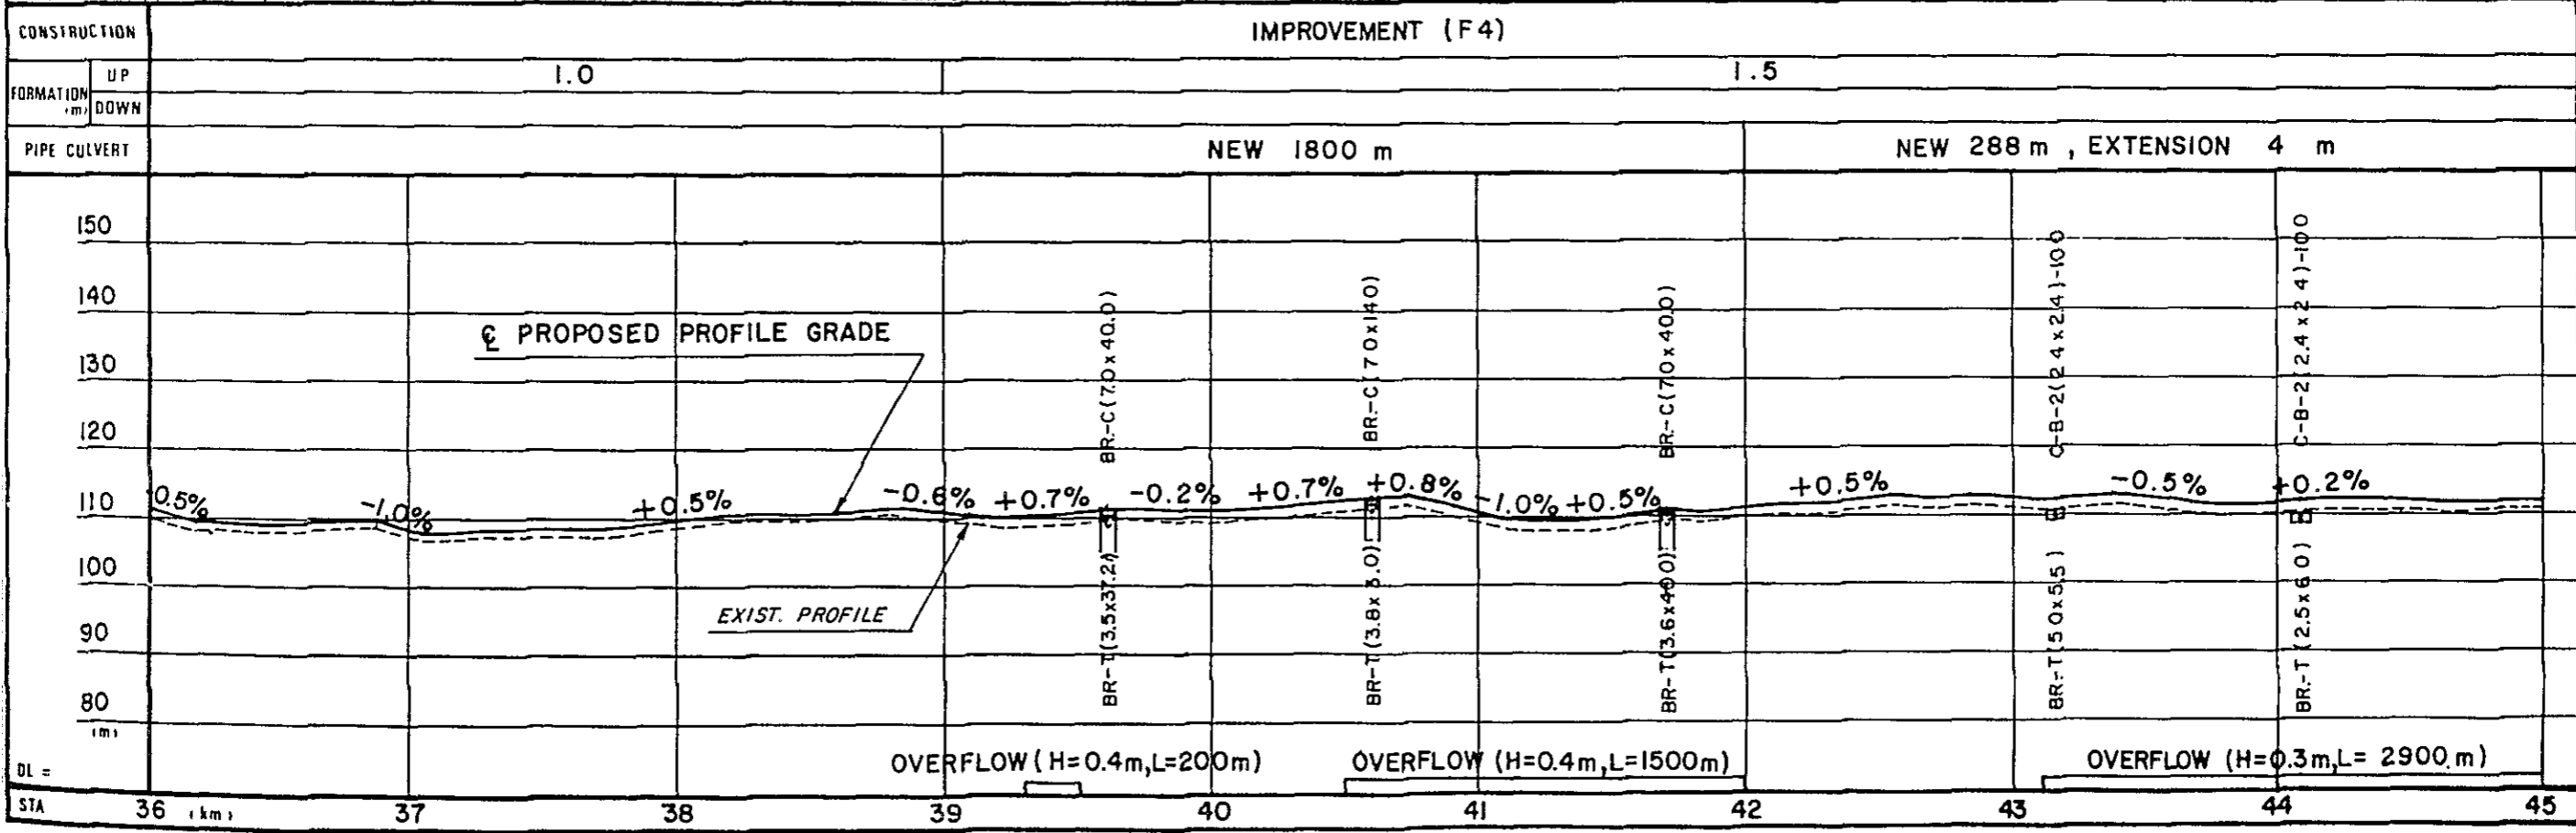 CONSTRUCTION
IMPROVEMENT (F4)
FORMATION (m)
UP
1.0
1.5
DOWN
PIPE CULVERT
NEW 1800 m
NEW 288 m , EXTENSION 4 m
150
140
130
120
110
100
90
80
(m)
DL =
℄ PROPOSED PROFILE GRADE
EXIST. PROFILE
0.5%
-1.0%
+0.5%
-0.6%
+0.7%
-0.2%
+0.7%
+0.8%
-1.0%
+0.5%
+0.5%
-0.5%
+0.2%
BR.-C(7.0x40.0)
BR.-C(7.0x14.0)
BR.-C(7.0x40.0)
C-B-2(2.4x2.4)-10.0
C-B-2(2.4x2.4)-10.0
BR-T(3.5x37.2)
BR-T(3.8x 3.0)
BR-T(3.6x40.0)
BR.-T(5.0x5.5)
BR.-T(2.5x6.0)
OVERFLOW (H=0.4m,L=200m)
OVERFLOW (H=0.4m,L=1500m)
OVERFLOW (H=0.3m,L= 2900m)
STA
36 (km) 37 38 39 40 41 42 43 44 45